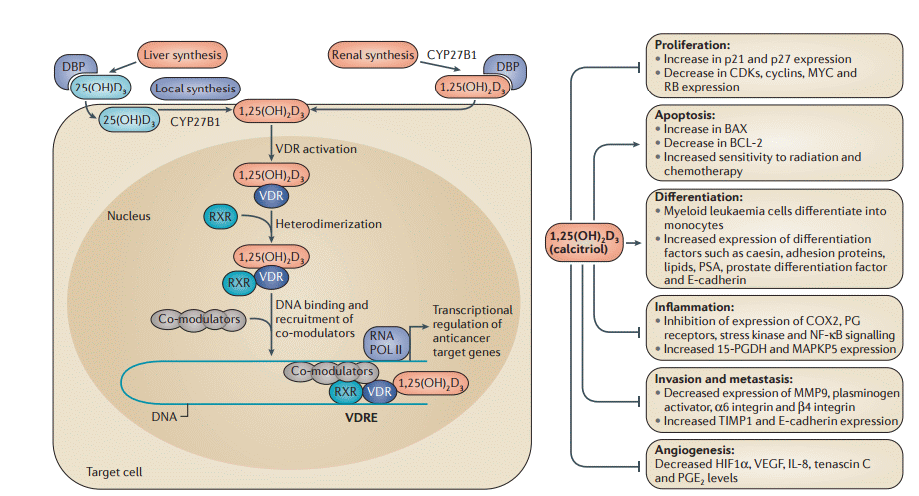 Liver synthesis
DBP
25(OH)D3
Local synthesis
25(OH)D3
CYP27B1
Renal synthesis
CYP27B1
DBP
1,25(OH)2D3
1,25(OH)2D3
VDR activation
1,25(OH)2D3
VDR
Nucleus
RXR
Heterodimerization
1,25(OH)2D3
RXR
VDR
Co-modulators
DNA binding and
recruitment of
co-modulators
RNA
POL II
Transcriptional
regulation of
anticancer
target genes
Co-modulators
RXR
VDR
1,25(OH)2D3
DNA
VDRE
Target cell
1,25(OH)2D3
(calcitriol)
Proliferation:
• Increase in p21 and p27 expression
• Decrease in CDKs, cyclins, MYC and
RB expression
Apoptosis:
• Increase in BAX
• Decrease in BCL-2
• Increased sensitivity to radiation and
chemotherapy
Differentiation:
• Myeloid leukaemia cells differentiate into
monocytes
• Increased expression of differentiation
factors such as caesin, adhesion proteins,
lipids, PSA, prostate differentiation factor
and E-cadherin
Inflammation:
• Inhibition of expression of COX2, PG
receptors, stress kinase and NF-κB signalling
• Increased 15-PGDH and MAPKP5 expression
Invasion and metastasis:
• Decreased expression of MMP9, plasminogen
activator, α6 integrin and β4 integrin
• Increased TIMP1 and E-cadherin expression
Angiogenesis:
Decreased HIF1α, VEGF, IL-8, tenascin C
and PGE2 levels